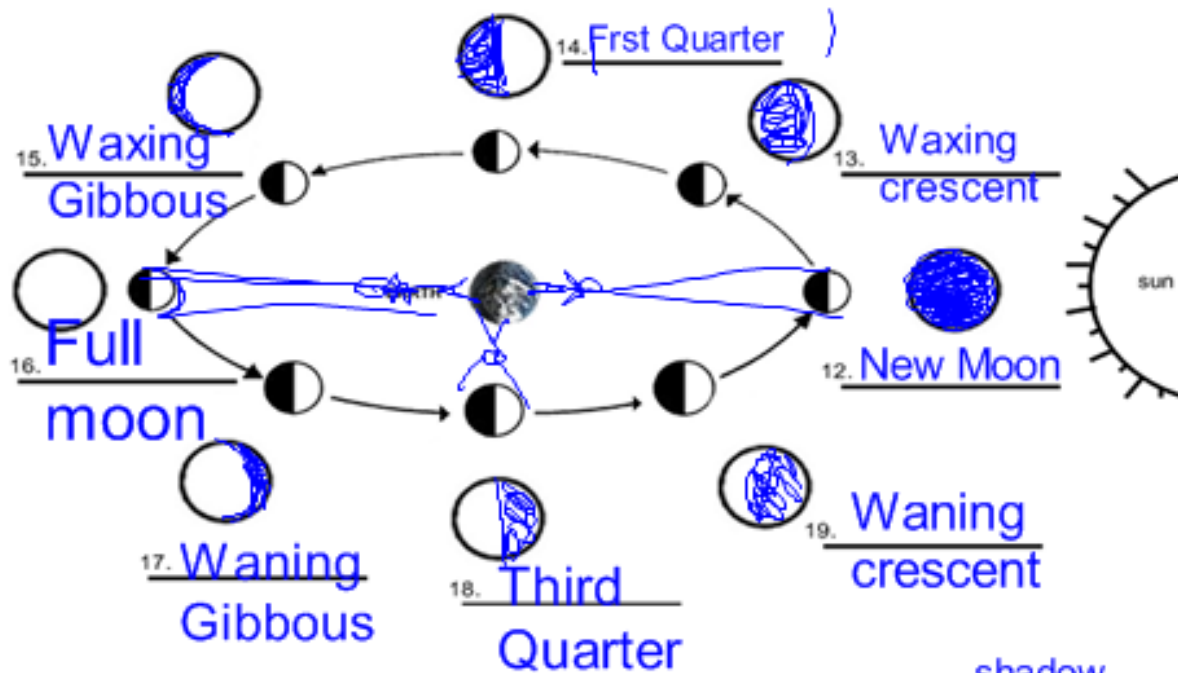 14. Frst Quarter
15. Waxing
Gibbous
13. Waxing
crescent
sun
16. Full
moon
12. New Moon
17. Waning
Gibbous
18. Third
Quarter
19. Waning
crescent
shadow